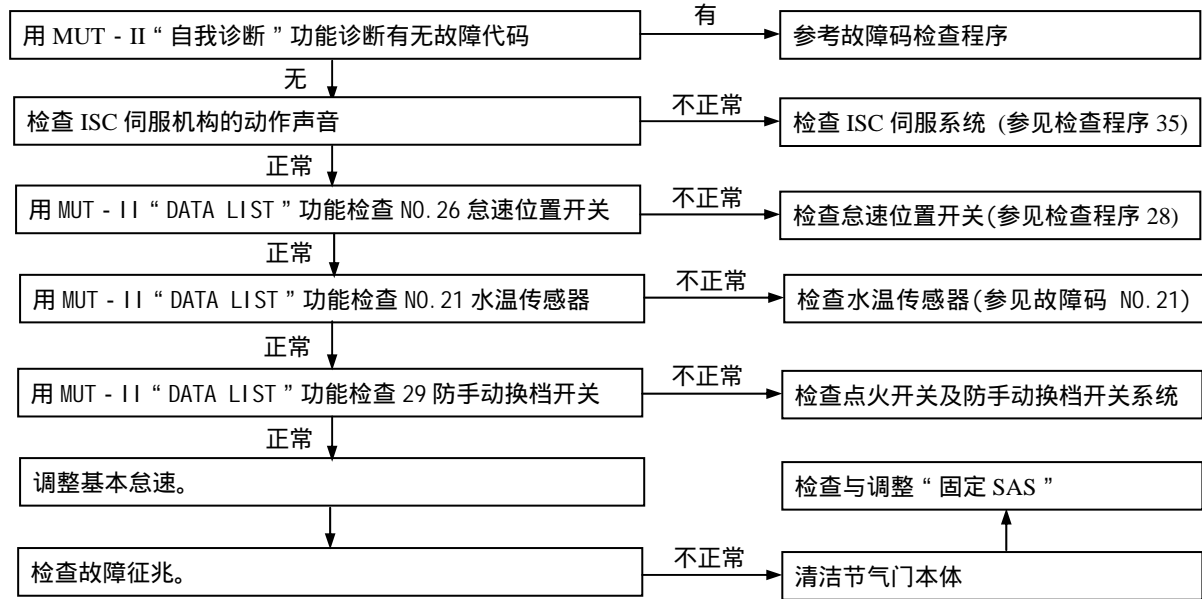 用 MUT - II “ 自我诊断 ” 功能诊断有无故障代码
有
参考故障码检查程序
无
检查 ISC 伺服机构的动作声音
不正常
检查 ISC 伺服系统 (参见检查程序 35)
正常
用 MUT - II “ DATA LIST ” 功能检查 NO.26 怠速位置开关
不正常
检查怠速位置开关(参见检查程序 28)
正常
用 MUT - II “ DATA LIST ” 功能检查 NO.21 水温传感器
不正常
检查水温传感器(参见故障码 NO.21)
正常
用 MUT - II “ DATA LIST ” 功能检查 29 防手动换档开关
不正常
检查点火开关及防手动换档开关系统
正常
调整基本怠速。
检查与调整 “ 固定 SAS ”
检查故障征兆。
不正常
清洁节气门本体